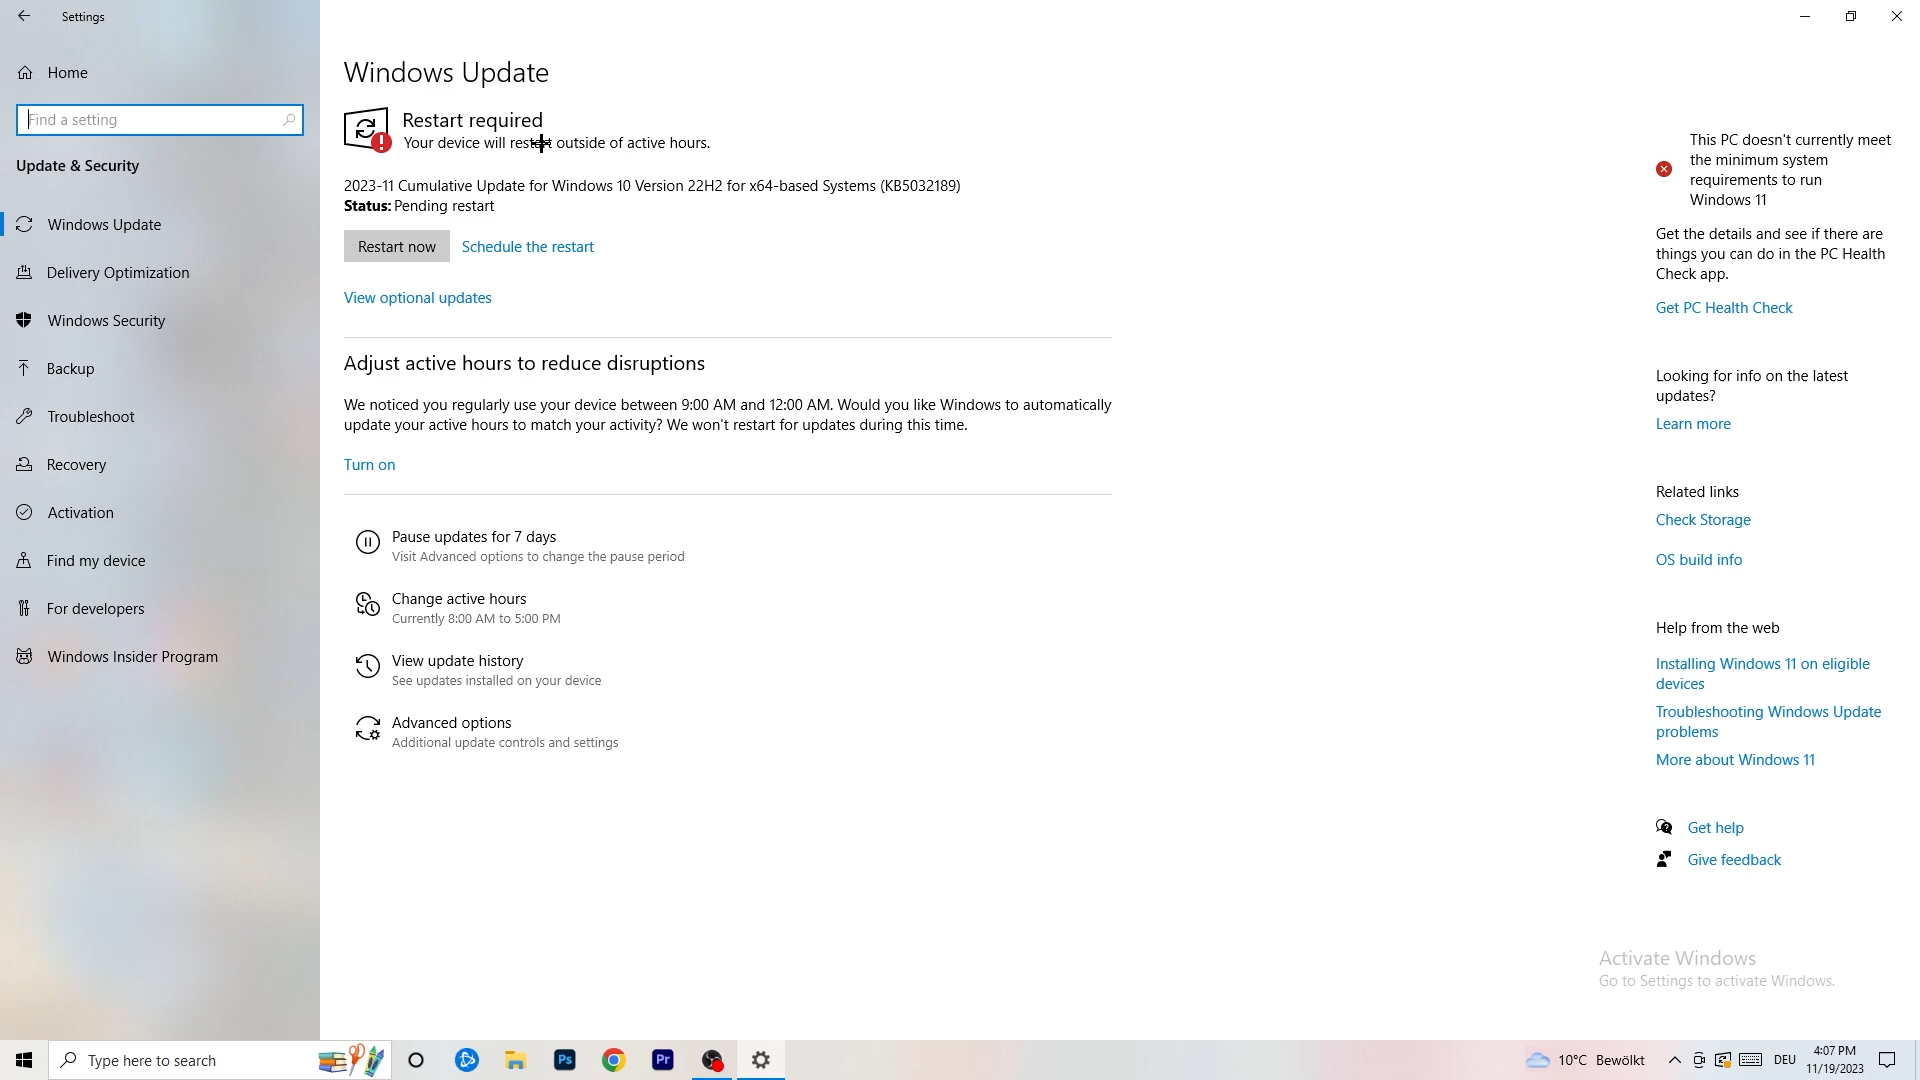 Settings
Home
Find a setting
Update & Security
Windows Update
Delivery Optimization
Windows Security
Backup
Troubleshoot
Recovery
Activation
Find my device
For developers
Windows Insider Program
Windows Update
Restart required
Your device will restart outside of active hours.
2023-11 Cumulative Update for Windows 10 Version 22H2 for x64-based Systems (KB5032189)
Status: Pending restart
Restart now
Schedule the restart
View optional updates
Adjust active hours to reduce disruptions
We noticed you regularly use your device between 9:00 AM and 12:00 AM. Would you like Windows to automatically
update your active hours to match your activity? We won't restart for updates during this time.
Turn on
Pause updates for 7 days
Visit Advanced options to change the pause period
Change active hours
Currently 8:00 AM to 5:00 PM
View update history
See updates installed on your device
Advanced options
Additional update controls and settings
This PC doesn't currently meet
the minimum system
requirements to run
Windows 11
Get the details and see if there are
things you can do in the PC Health
Check app.
Get PC Health Check
Looking for info on the latest
updates?
Learn more
Related links
Check Storage
OS build info
Help from the web
Installing Windows 11 on eligible
devices
Troubleshooting Windows Update
problems
More about Windows 11
Get help
Give feedback
Activate Windows
Go to Settings to activate Windows.
Type here to search
Ps
Pr
10°C Bewölkt
DEU
4:07 PM
11/19/2023